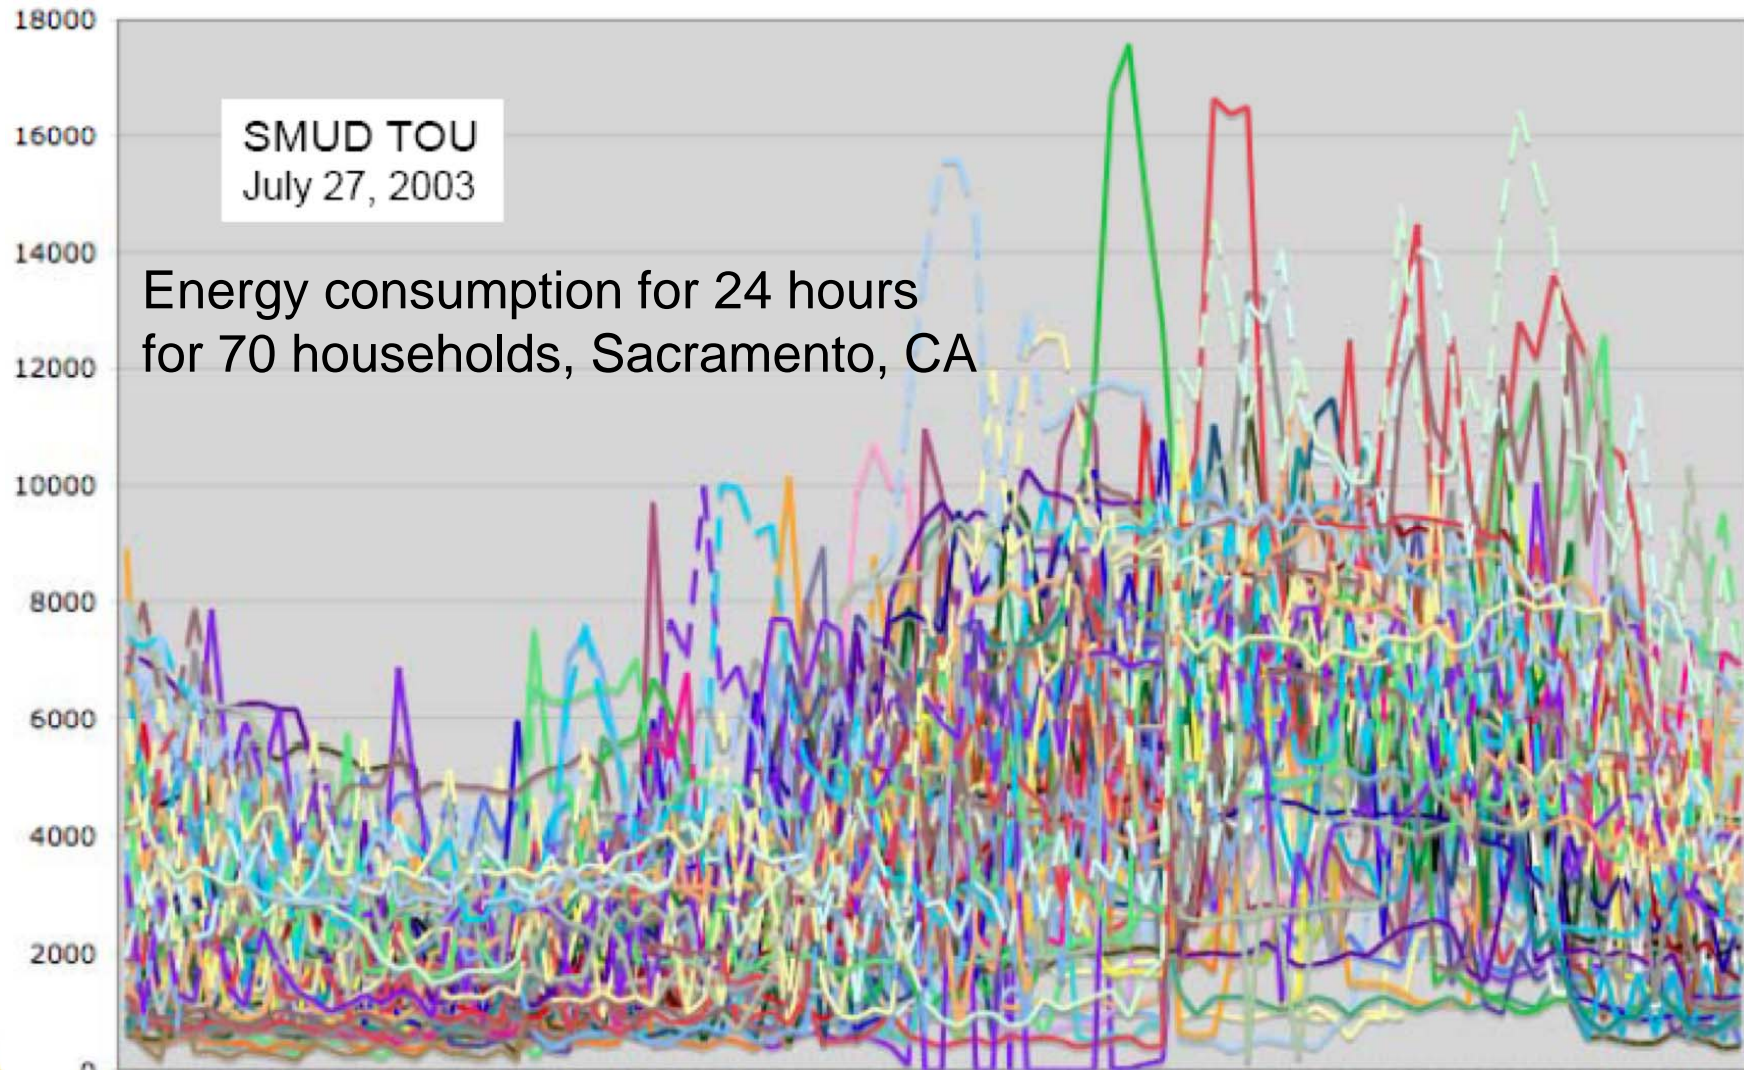 18000
16000
14000
12000
10000
8000
6000
4000
2000
0
SMUD TOU
July 27, 2003
Energy consumption for 24 hours
for 70 households, Sacramento, CA